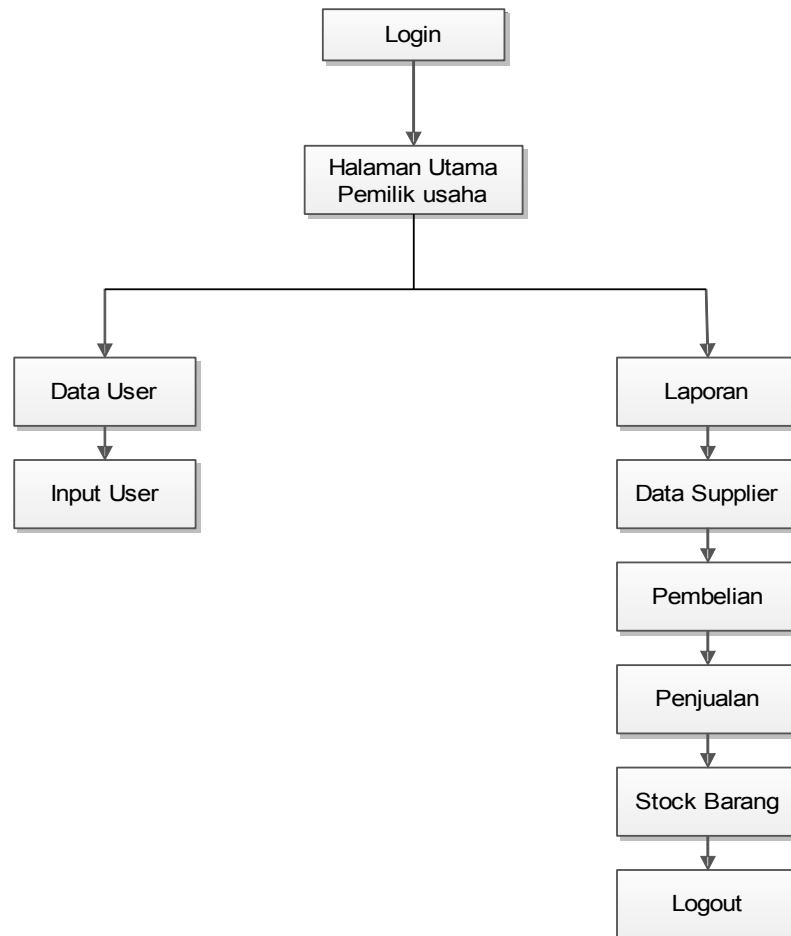 Login
Halaman Utama
Pemilik usaha
Data User
Laporan
Input User
Data Supplier
Pembelian
Penjualan
Stock Barang
Logout